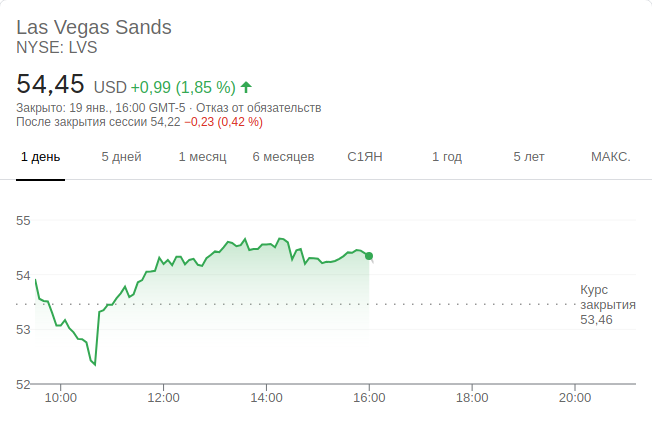 Las Vegas Sands
NYSE: LVS
54,45 USD +0,99 (1,85 %)
Закрыто: 19 янв., 16:00 GMT-5 · Отказ от обязательств
После закрытия сессии 54,22 −0,23 (0,42 %)
1 день 5 дней 1 месяц 6 месяцев С1ЯН 1 год 5 лет МАКС.
55
54
Курс
закрытия
53,46
53
52
10:00 12:00 14:00 16:00 18:00 20:00